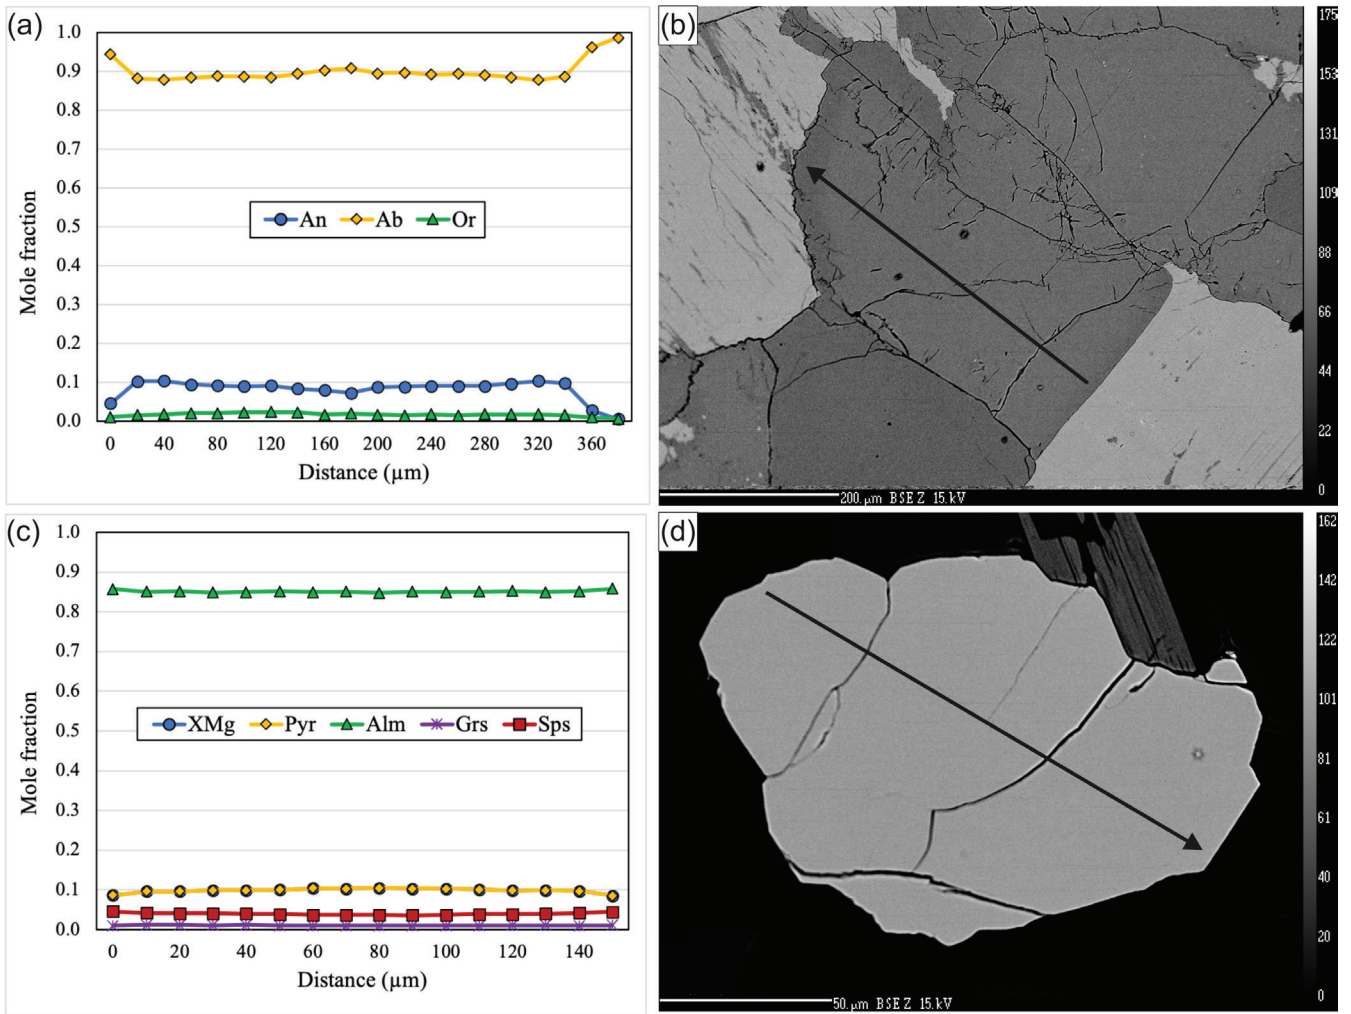 (a)
1.0
0.9
0.8
0.7
0.6
0.5
0.4
0.3
0.2
0.1
0.0
Mole fraction
An Ab Or
0 40 80 120 160 200 240 280 320 360
Distance (µm)
(b)
175
153
131
109
88
66
44
22
0
200.µm BSE Z 15.kV
(c)
1.0
0.9
0.8
0.7
0.6
0.5
0.4
0.3
0.2
0.1
0.0
Mole fraction
XMg Pyr Alm Grs Sps
0 20 40 60 80 100 120 140
Distance (µm)
(d)
162
142
122
101
81
61
40
20
0
50.µm BSE Z 15.kV